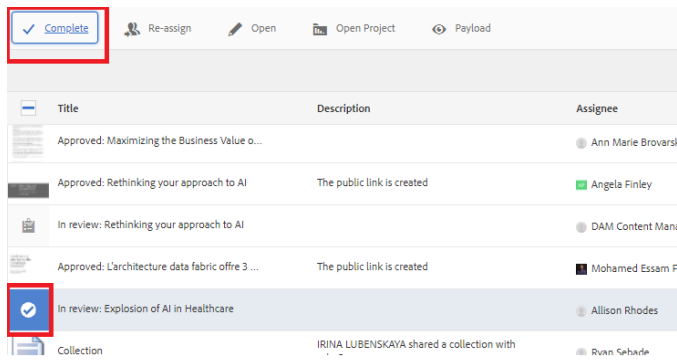 Complete Re-assign Open Open Project Payload
Title Description Assignee
Approved: Maximizing the Business Value o... Ann Marie Brovarsk
Approved: Rethinking your approach to AI The public link is created Angela Finley
In review: Rethinking your approach to AI DAM Content Mana
Approved: L'architecture data fabric offre 3 ... The public link is created Mohamed Essam F
In review: Explosion of AI in Healthcare Allison Rhodes
IRINA LUBENSKAYA shared a collection with
Collection Ryan Sebade